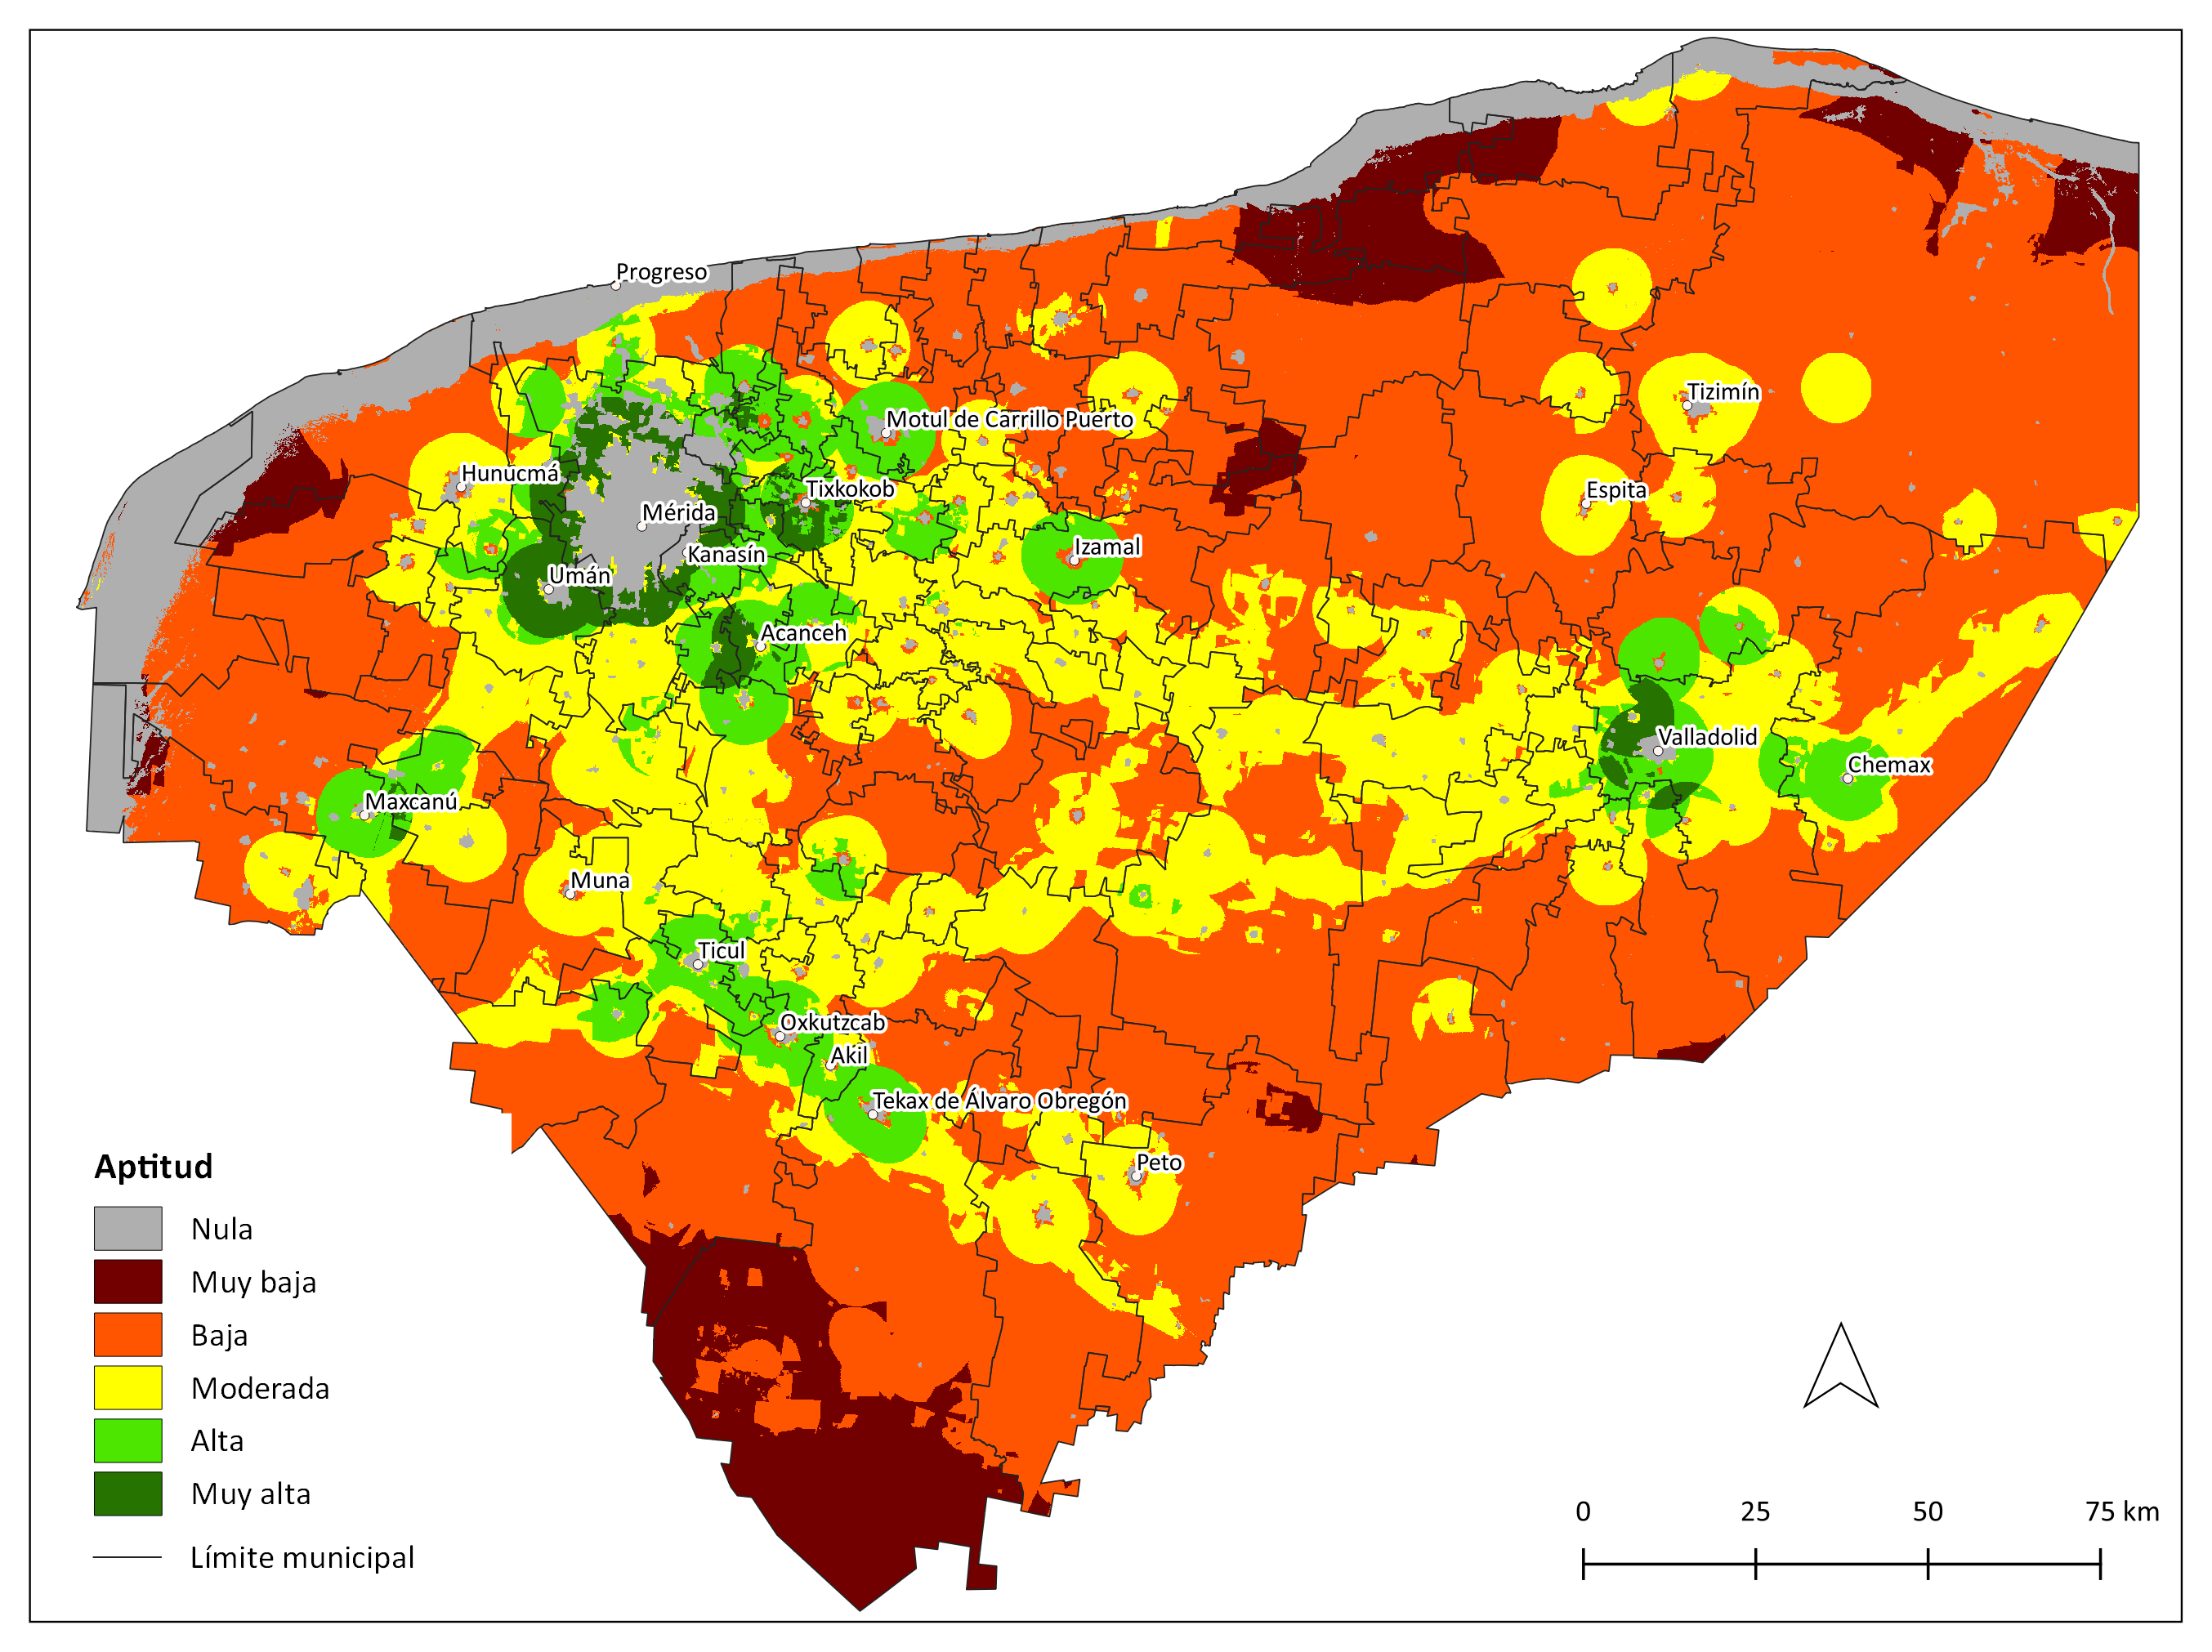 Progreso
Tizimín
Motul de Carrillo Puerto
Hunucmá
Tixkokob
Espita
Mérida
Kanasín
Izamal
Umán
Acanceh
Valladolid
Chemax
Maxcanú
Muna
Ticul
Oxkutzcab
Akil
Tekax de Álvaro Obregón
Peto
Aptitud
Nula
Muy baja
Baja
Moderada
Alta
Muy alta
Límite municipal
0 25 50 75 km